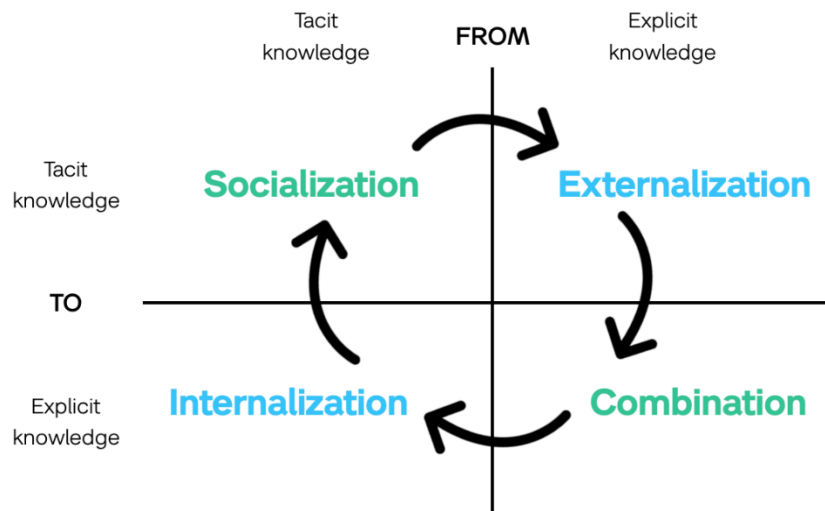 Tacit
knowledge
FROM
Explicit
knowledge
Tacit
knowledge
Socialization
Externalization
TO
Explicit
knowledge
Internalization
Combination